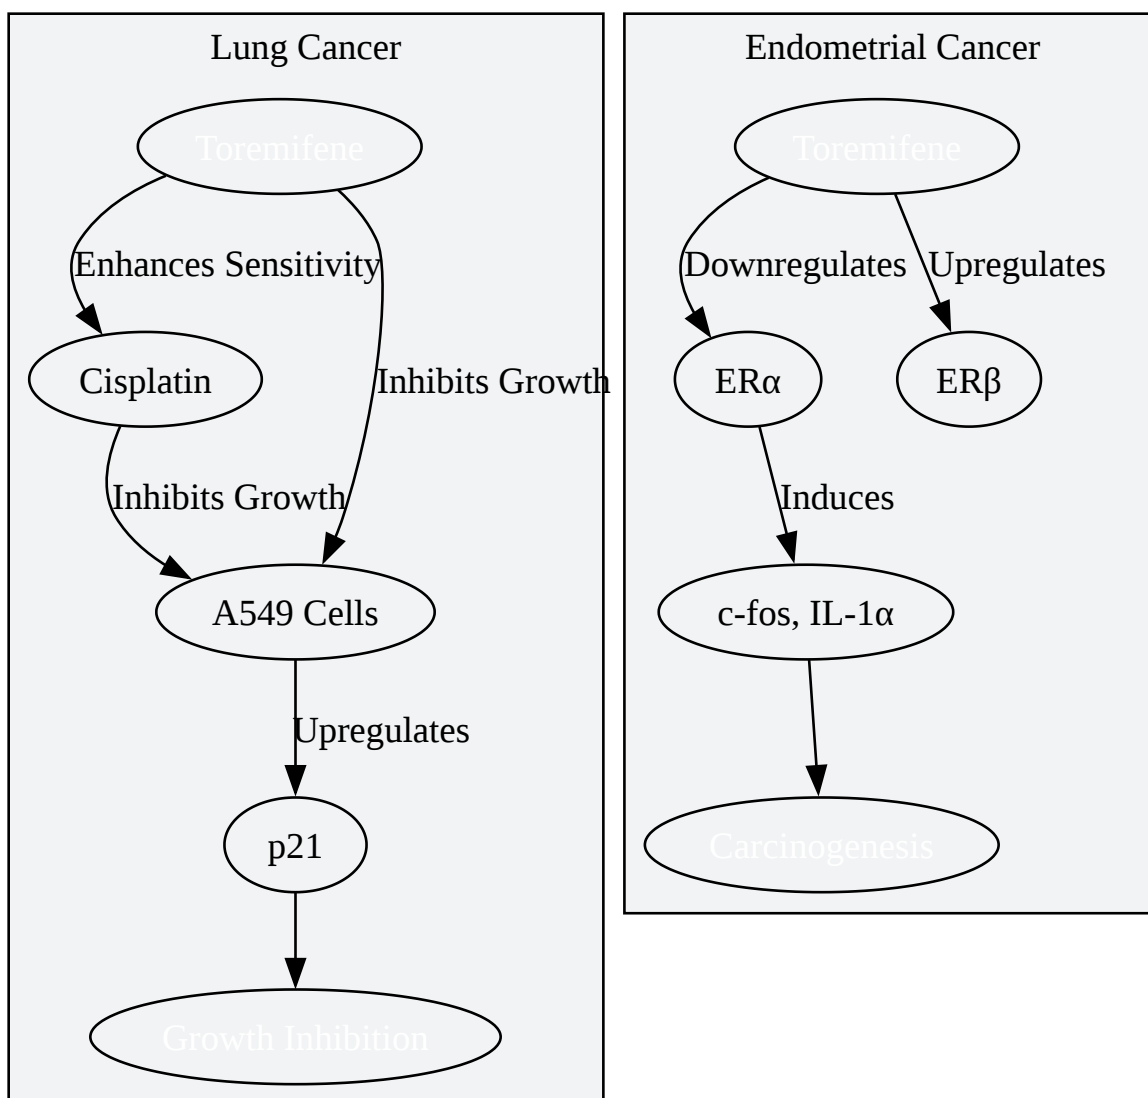 Lung Cancer
Toremifene
Enhances Sensitivity
Cisplatin
Inhibits Growth
Inhibits Growth
A549 Cells
Upregulates
p21
Growth Inhibition
Endometrial Cancer
Toremifene
Downregulates
Upregulates
ERα
ERβ
Induces
c-fos, IL-1α
Carcinogenesis